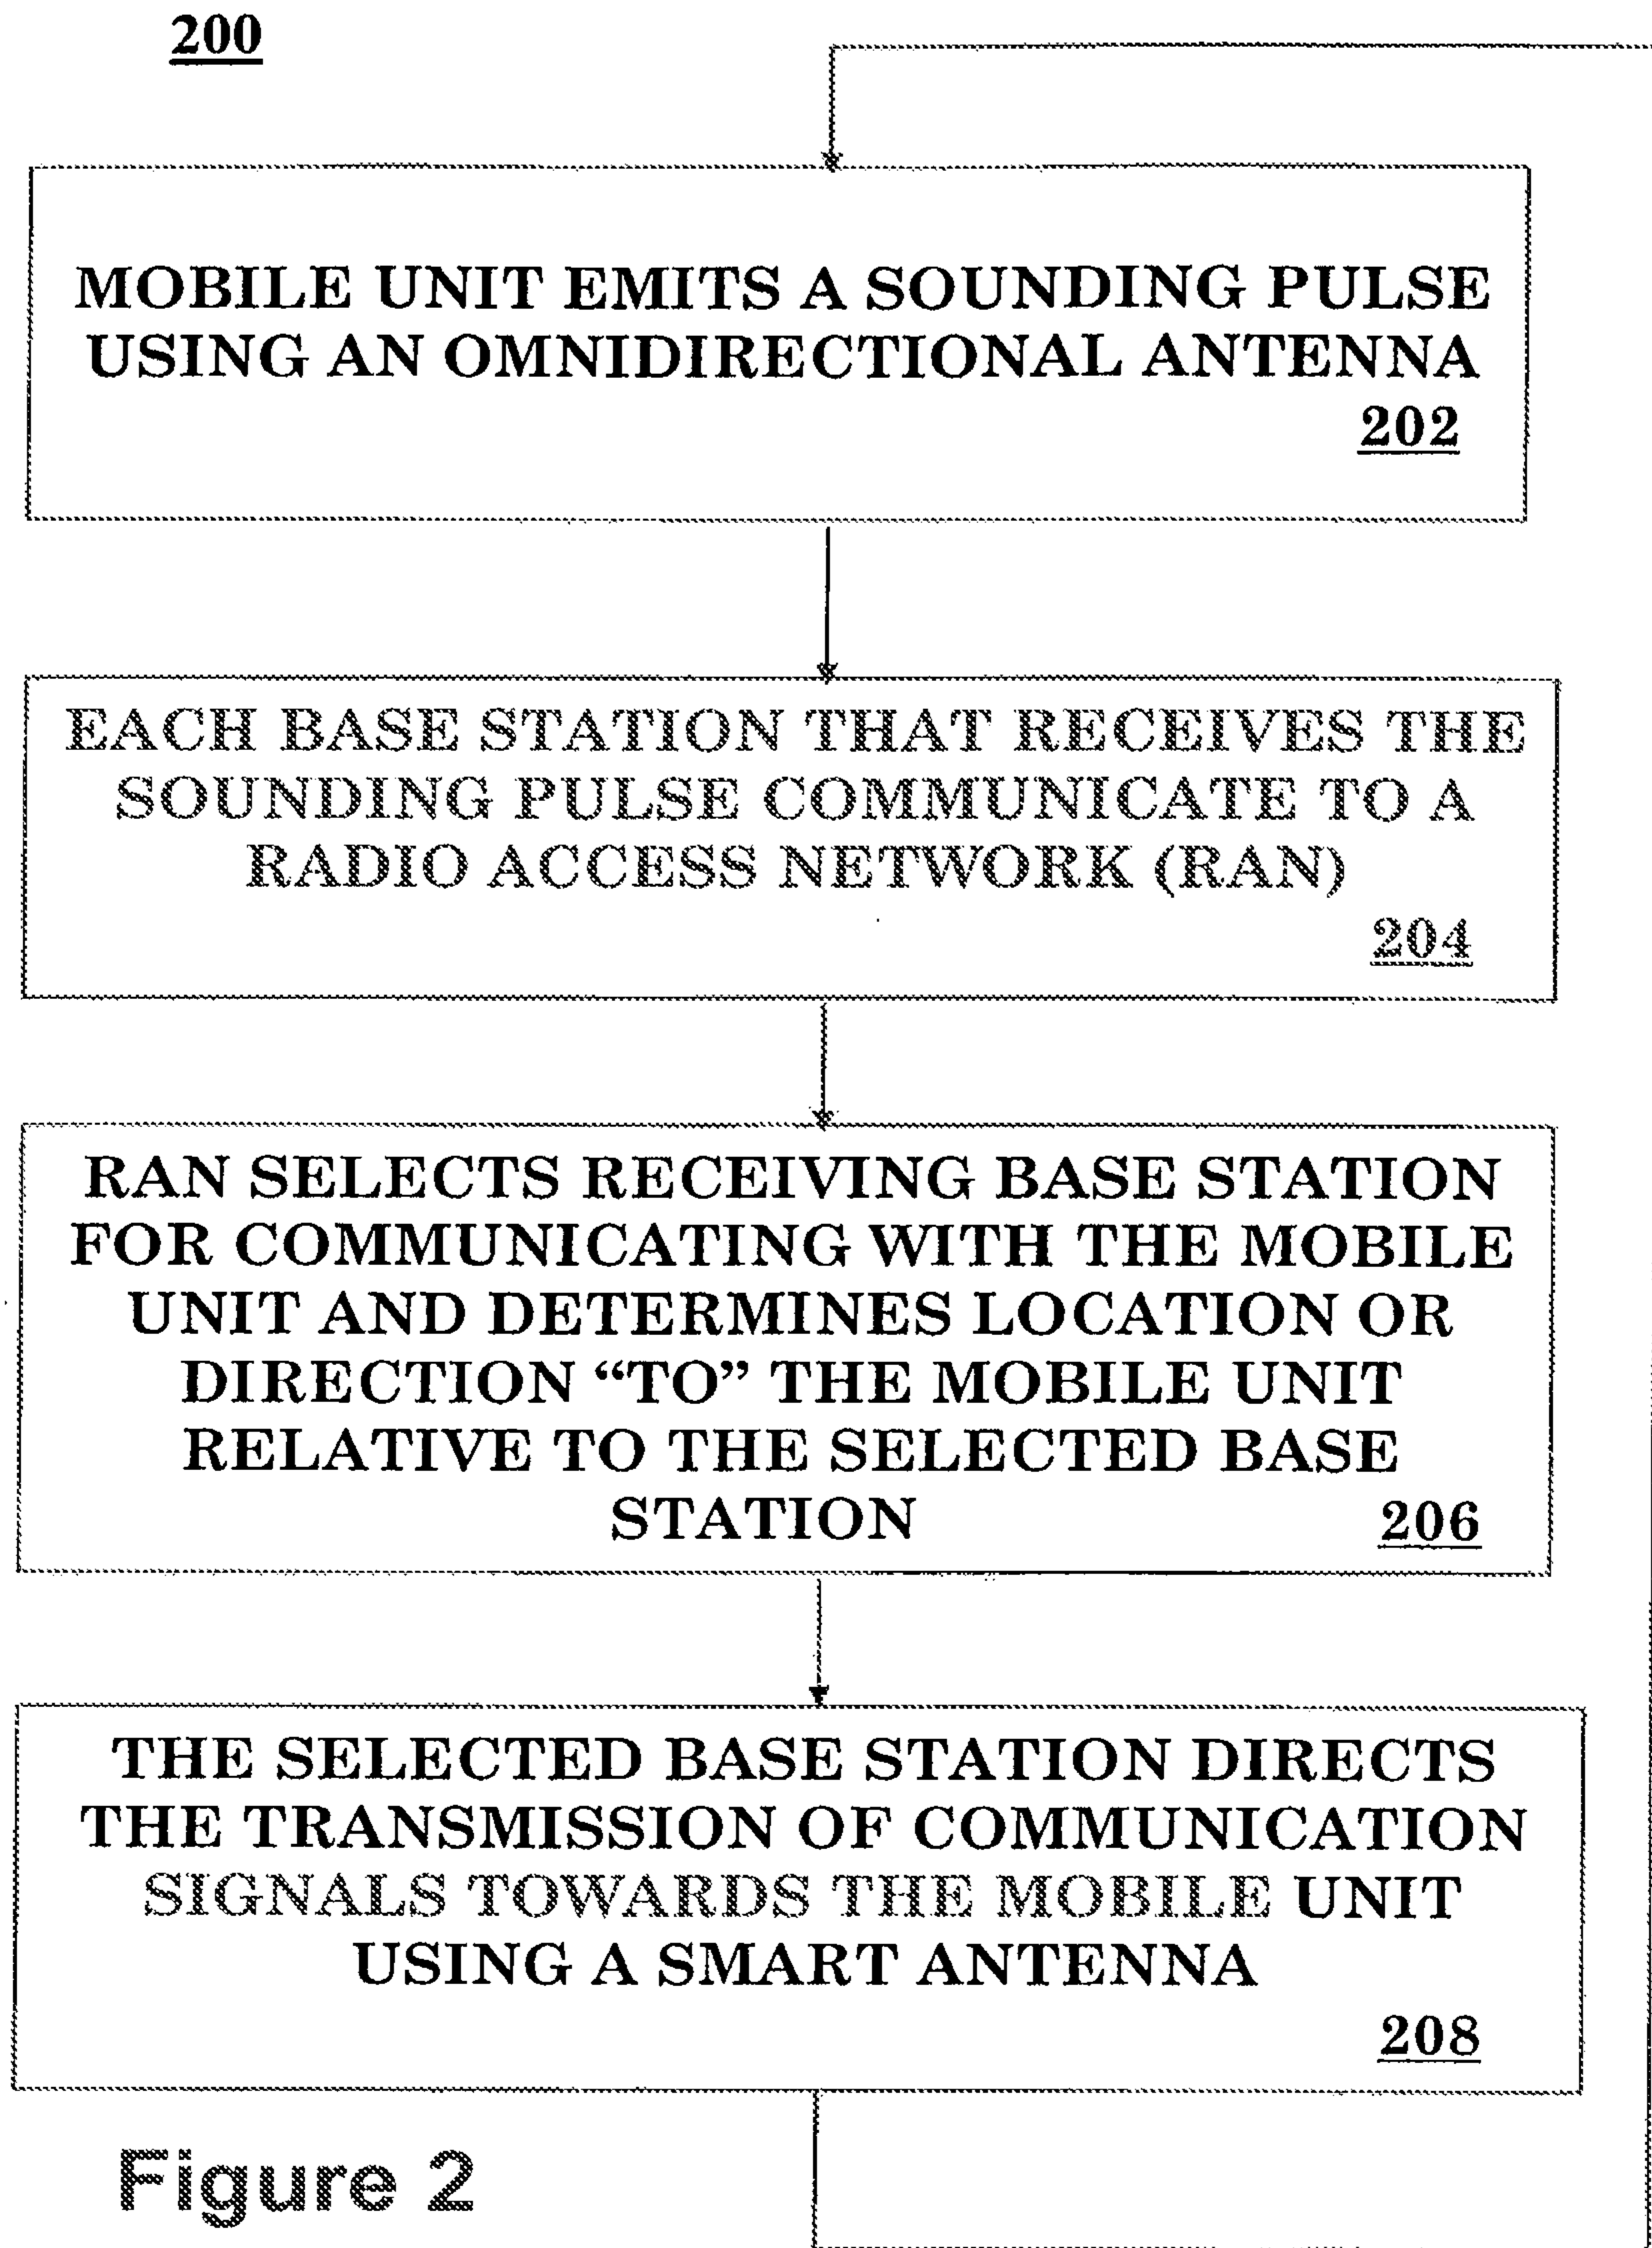 200
MOBILE UNIT EMITS A SOUNDING PULSE
USING AN OMNIDIRECTIONAL ANTENNA
202
EACH BASE STATION THAT RECEIVES THE
SOUNDING PULSE COMMUNICATE TO A
RADIO ACCESS NETWORK (RAN)
204
RAN SELECTS RECEIVING BASE STATION
FOR COMMUNICATING WITH THE MOBILE
UNIT AND DETERMINES LOCATION OR
DIRECTION “TO” THE MOBILE UNIT
RELATIVE TO THE SELECTED BASE
STATION 206
THE SELECTED BASE STATION DIRECTS
THE TRANSMISSION OF COMMUNICATION
SIGNALS TOWARDS THE MOBILE UNIT
USING A SMART ANTENNA
208
Figure 2